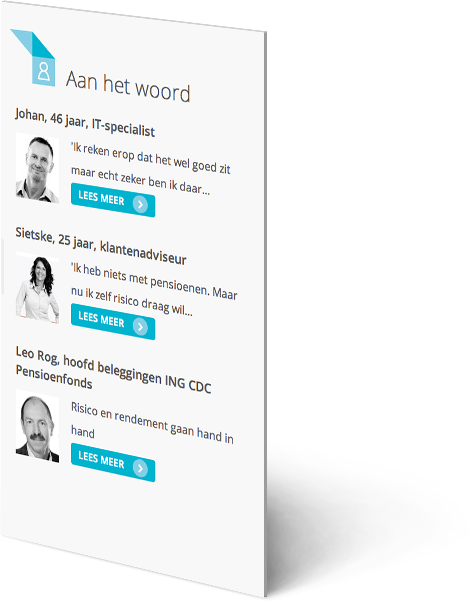 Aan het woord
Johan, 46 jaar, IT-specialist
'Ik reken erop dat het wel goed zit
maar echt zeker ben ik daar...
LEES MEER
Sietske, 25 jaar, klantenadviseur
'Ik heb niets met pensioenen. Maar
nu ik zelf risico draag wil...
LEES MEER
Leo Rog, hoofd beleggingen ING CDC
Pensioenfonds
Risico en rendement gaan hand in
hand
LEES MEER